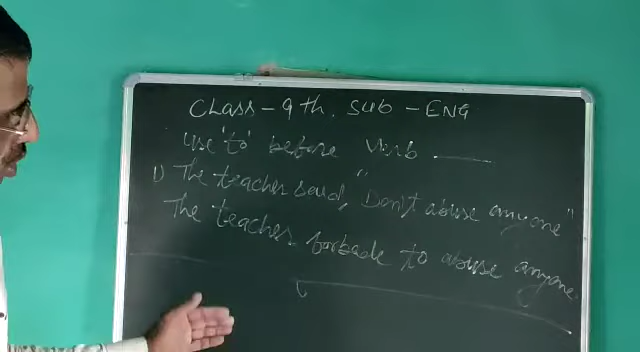 Class - 9th. Sub - ENG
use 'to' before Verb
1) The teacher said, "Don't abuse anyone"
The teacher forbade to abuse anyone.